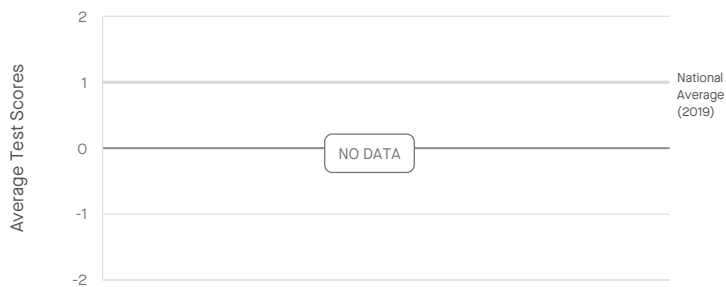 Average Test Scores
2
1
0
-1
-2
NO DATA
National
Average
(2019)